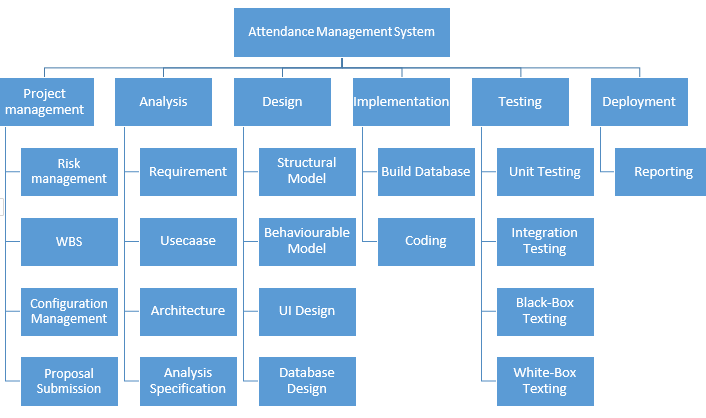 Attendance Management System
Project
management
Analysis
Design
Implementation
Testing
Deployment
Risk
management
Requirement
Structural
Model
Build Database
Unit Testing
Reporting
WBS
Usecaase
Behaviourable
Model
Coding
Integration
Testing
Configuration
Management
Architecture
UI Design
Black-Box
Texting
Proposal
Submission
Analysis
Specification
Database
Design
White-Box
Texting